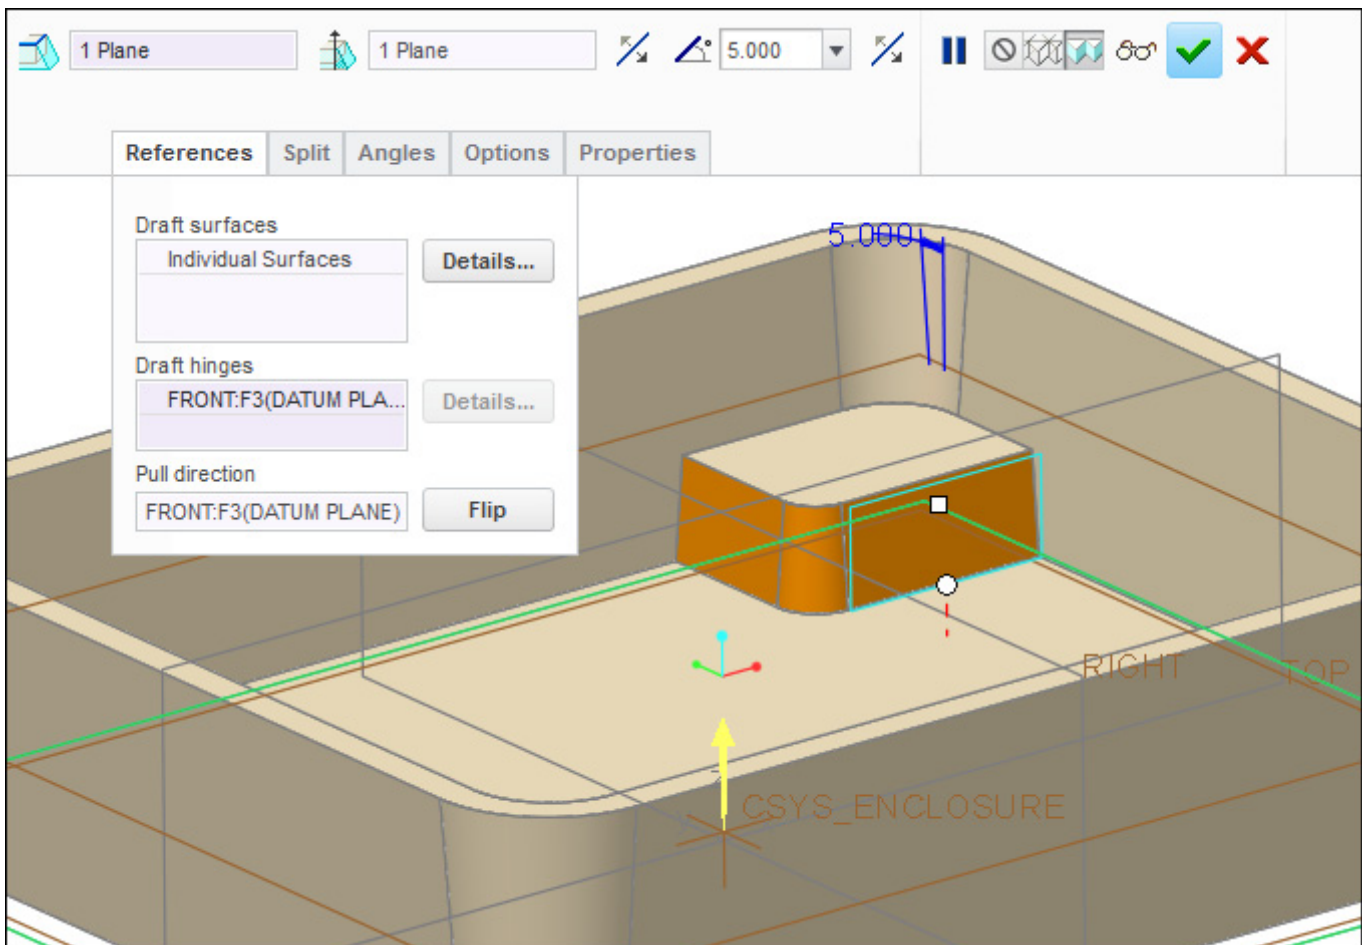 1 Plane
1 Plane
5.000
References
Split
Angles
Options
Properties
Draft surfaces
Individual Surfaces
Details...
Draft hinges
FRONT:F3(DATUM PLA...
Details...
Pull direction
FRONT:F3(DATUM PLANE)
Flip
5.000
RIGHT
TOP
CSYS_ENCLOSURE